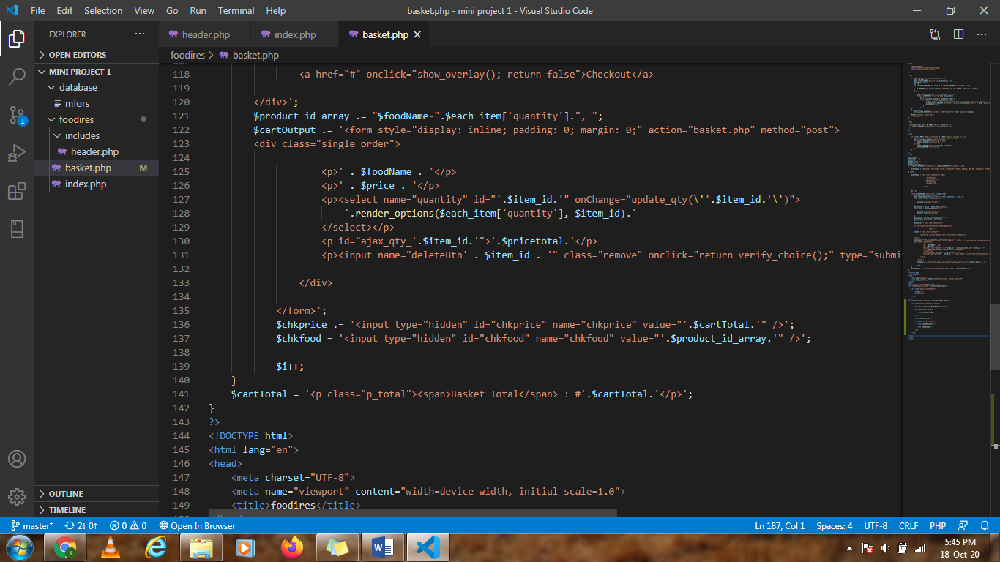 File Edit Selection View Go Run Terminal Help
basket.php - mini project 1 - Visual Studio Code
EXPLORER
header.php
index.php
basket.php
OPEN EDITORS
MINI PROJECT 1
database
mfors
foodires
includes
header.php
basket.php M
index.php
OUTLINE
TIMELINE
1
foodires > basket.php
118 <a href="#" onclick="show_overlay(); return false">Checkout</a>
119
120 </div>';
121 $product_id_array .= "$foodName-".$each_item['quantity'].", ";
122 $cartOutput .= '<form style="display: inline; padding: 0; margin: 0;" action="basket.php" method="post">
123 <div class="single_order">
124
125 <p>' . $foodName . '</p>
126 <p>' . $price . '</p>
127 <p><select name="quantity" id="'.$item_id.'" onChange="update_qty(\''.$item_id.'\')">
128 '.render_options($each_item['quantity'], $item_id).'
129 </select></p>
130 <p id="ajax_qty_'.$item_id.'">'.$pricetotal.'</p>
131 <p><input name="deleteBtn' . $item_id . '" class="remove" onclick="return verify_choice();" type="submi
132
133 </div>
134
135 </form>';
136 $chkprice .= '<input type="hidden" id="chkprice" name="chkprice" value="'.$cartTotal.'" />';
137 $chkfood = '<input type="hidden" id="chkfood" name="chkfood" value="'.$product_id_array.'" />';
138
139 $i++;
140 }
141 $cartTotal = '<p class="p_total"><span>Basket Total</span> : #'.$cartTotal.'</p>';
142 }
143 ?>
144 <!DOCTYPE html>
145 <html lang="en">
146 <head>
147 <meta charset="UTF-8">
148 <meta name="viewport" content="width=device-width, initial-scale=1.0">
149 <title>foodires</title>
master* 2↓ 0↑ 0 0 Open In Browser
Ln 187, Col 1 Spaces: 4 UTF-8 CRLF PHP
5:45 PM
18-Oct-20